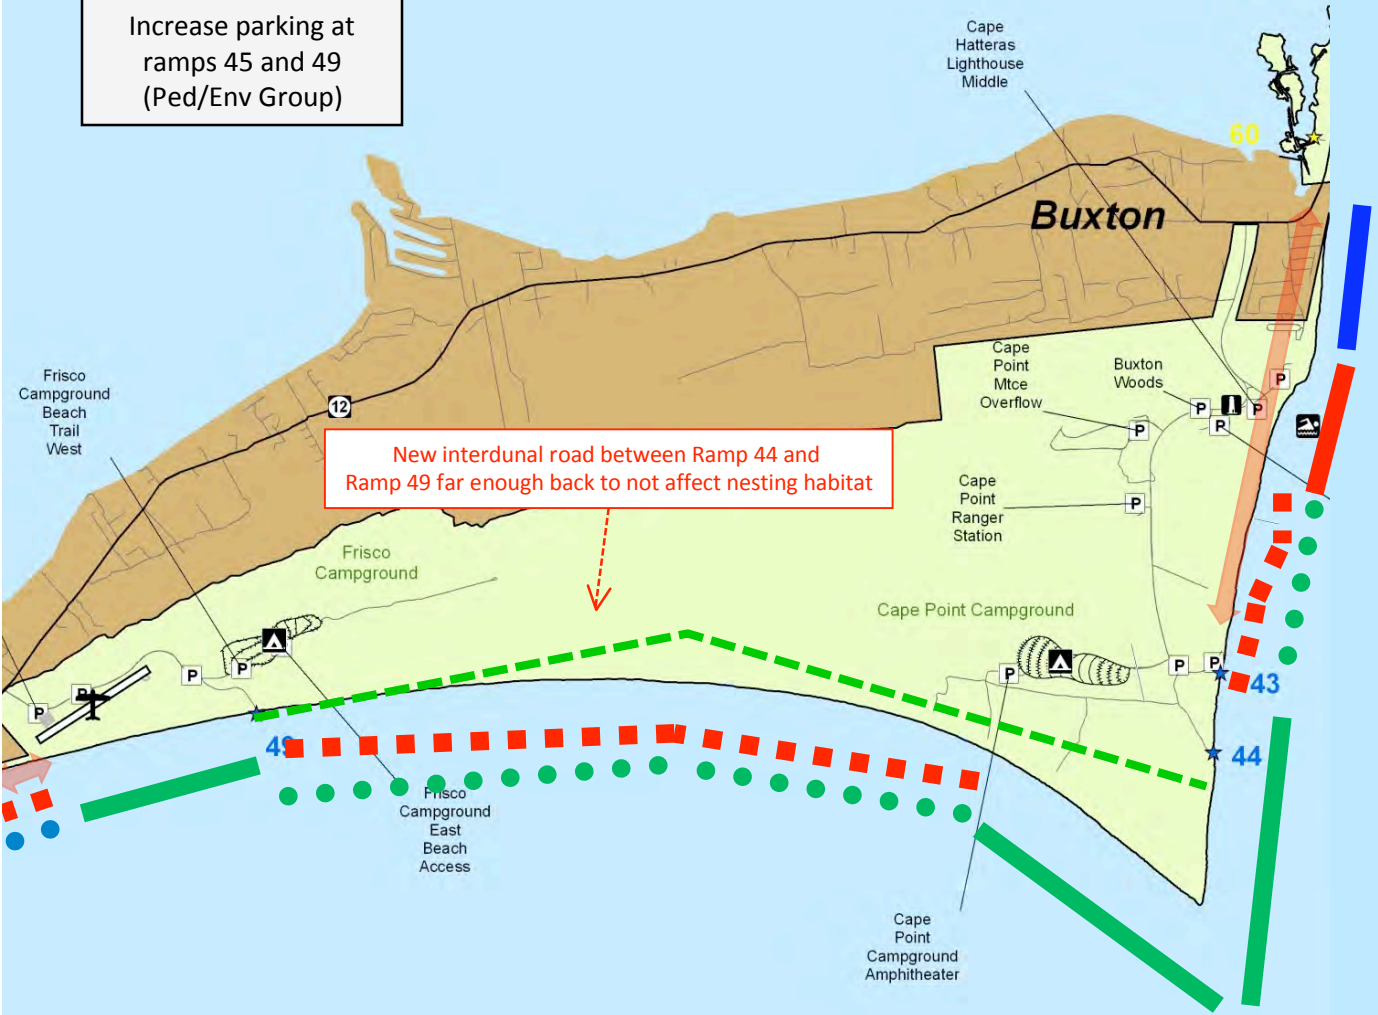 Increase parking at
ramps 45 and 49
(Ped/Env Group)
Cape
Hatteras
Lighthouse
Middle
60
Buxton
Frisco
Campground
Beach
Trail
West
12
Cape
Point
Mtce
Overflow
Buxton
Woods
P
P
P
P
P
New interdunal road between Ramp 44 and
Ramp 49 far enough back to not affect nesting habitat
Cape
Point
Ranger
Station
P
Frisco
Campground
Cape Point Campground
P
P
P
P
P
P
P
43
49
44
Frisco
Campground
East
Beach
Access
Cape
Point
Campground
Amphitheater